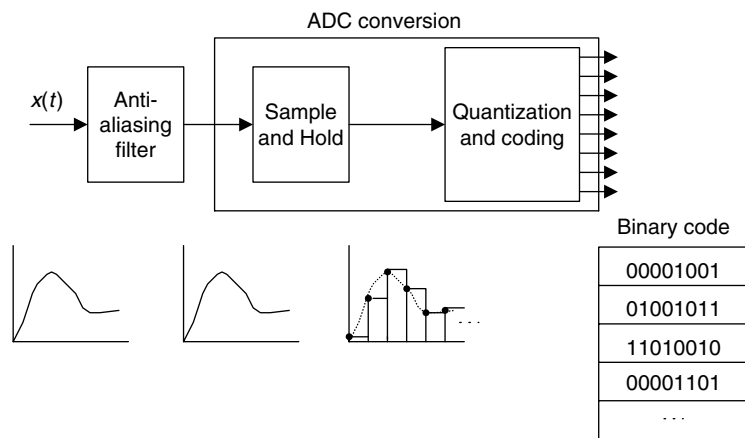 ADC conversion
x(t)
Anti-
aliasing
filter
Sample
and Hold
Quantization
and coding
Binary code
00001001
01001011
11010010
00001101
. . .
. . .